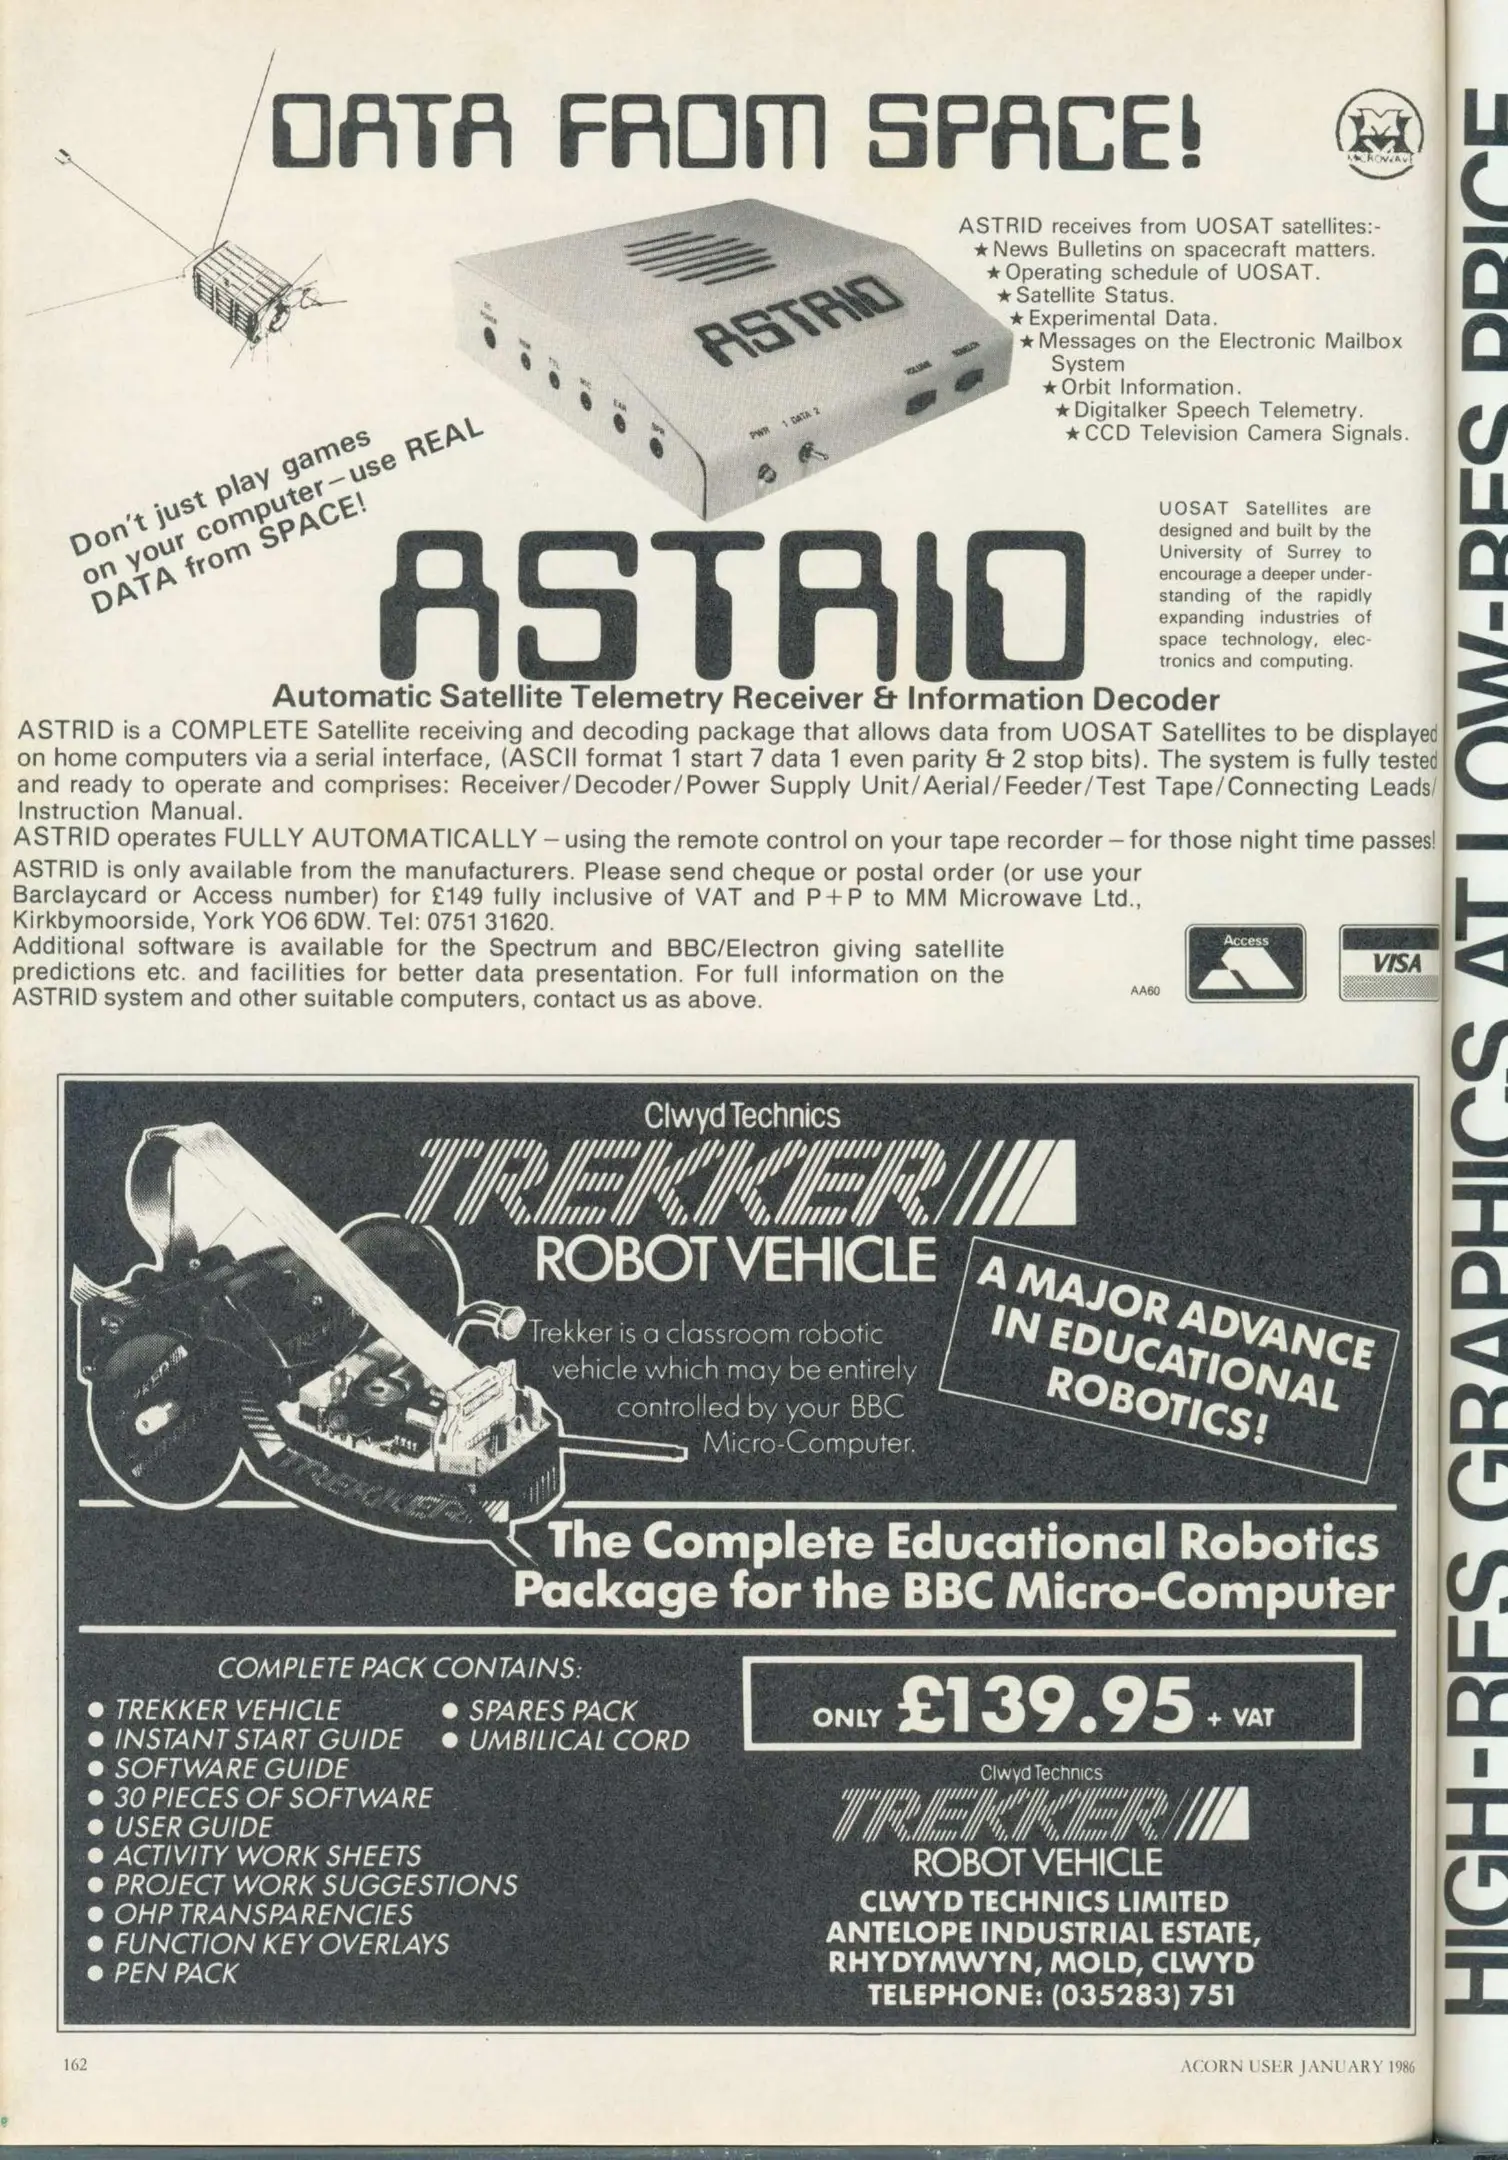 DATA FROM SPACE!
MICROWAVE
ASTRID receives from UOSAT satellites:-
★ News Bulletins on spacecraft matters.
★ Operating schedule of UOSAT.
★ Satellite Status.
★ Experimental Data.
★ Messages on the Electronic Mailbox
System
★ Orbit Information.
★ Digitalker Speech Telemetry.
★ CCD Television Camera Signals.
DC POWER
TTL
MIC
EAR
SPR
ASTRID
PWR 1 DATA 2
VOLUME
SQUELCH
Don't just play games
on your computer–use REAL
DATA from SPACE!
UOSAT Satellites are
designed and built by the
University of Surrey to
encourage a deeper under-
standing of the rapidly
expanding industries of
space technology, elec-
tronics and computing.
ASTRID
Automatic Satellite Telemetry Receiver & Information Decoder
ASTRID is a COMPLETE Satellite receiving and decoding package that allows data from UOSAT Satellites to be displayed
on home computers via a serial interface, (ASCII format 1 start 7 data 1 even parity & 2 stop bits). The system is fully tested
and ready to operate and comprises: Receiver/Decoder/Power Supply Unit/Aerial/Feeder/Test Tape/Connecting Leads/
Instruction Manual.
ASTRID operates FULLY AUTOMATICALLY – using the remote control on your tape recorder – for those night time passes!
ASTRID is only available from the manufacturers. Please send cheque or postal order (or use your
Barclaycard or Access number) for £149 fully inclusive of VAT and P+P to MM Microwave Ltd.,
Kirkbymoorside, York YO6 6DW. Tel: 0751 31620.
Additional software is available for the Spectrum and BBC/Electron giving satellite
predictions etc. and facilities for better data presentation. For full information on the
ASTRID system and other suitable computers, contact us as above.
AA60
Access
VISA
Clwyd Technics
TREKKER
ROBOT VEHICLE
A MAJOR ADVANCE
IN EDUCATIONAL
ROBOTICS!
Trekker is a classroom robotic
vehicle which may be entirely
controlled by your BBC
Micro-Computer.
TREKKER
The Complete Educational Robotics
Package for the BBC Micro-Computer
COMPLETE PACK CONTAINS:
● TREKKER VEHICLE
● INSTANT START GUIDE
● SOFTWARE GUIDE
● 30 PIECES OF SOFTWARE
● USER GUIDE
● ACTIVITY WORK SHEETS
● PROJECT WORK SUGGESTIONS
● OHP TRANSPARENCIES
● FUNCTION KEY OVERLAYS
● PEN PACK
● SPARES PACK
● UMBILICAL CORD
ONLY £139.95 + VAT
Clwyd Technics
TREKKER
ROBOT VEHICLE
CLWYD TECHNICS LIMITED
ANTELOPE INDUSTRIAL ESTATE,
RHYDYMWYN, MOLD, CLWYD
TELEPHONE: (035283) 751
162
ACORN USER JANUARY 1986
HIGH-RES GRAPHICS AT LOW-RES PRICE